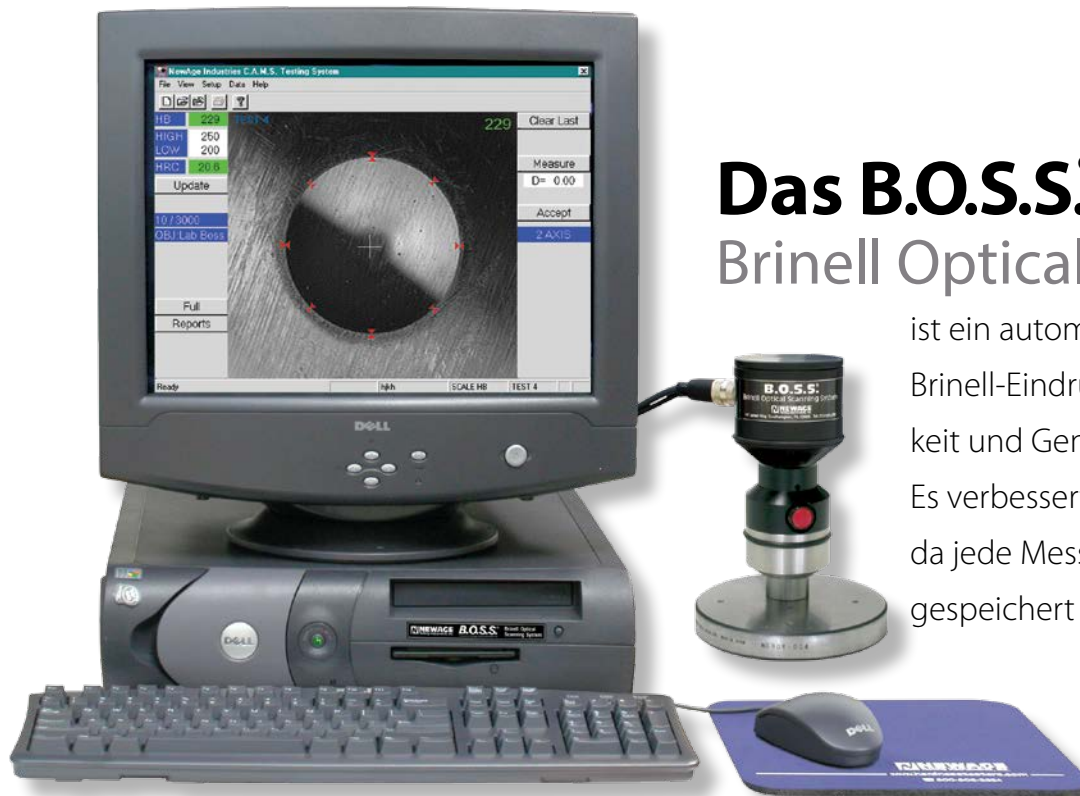 NewAge Industries C.A.M.S. Testing System
File View Setup Data Help
HB 229 TEST 4 229 Clear Last
HIGH 250
LOW 200
HRC 20.6
Measure
D= 0.00
Update
Accept
10 / 3000
OBJ:Lab Boss
2 AXIS
Full
Reports
Ready hjkh SCALE HB TEST 4
DELL
Das B.O.S.S.
Brinell Optical
ist ein autom
Brinell-Eindru
keit und Ger
Es verbesser
da jede Mess
gespeichert
B.O.S.S.
Brinell Optical Scanning System
NEWAGE
DELL
NEWAGE B.O.S.S. Brinell Optical
Scanning System
DELL
NEWAGE